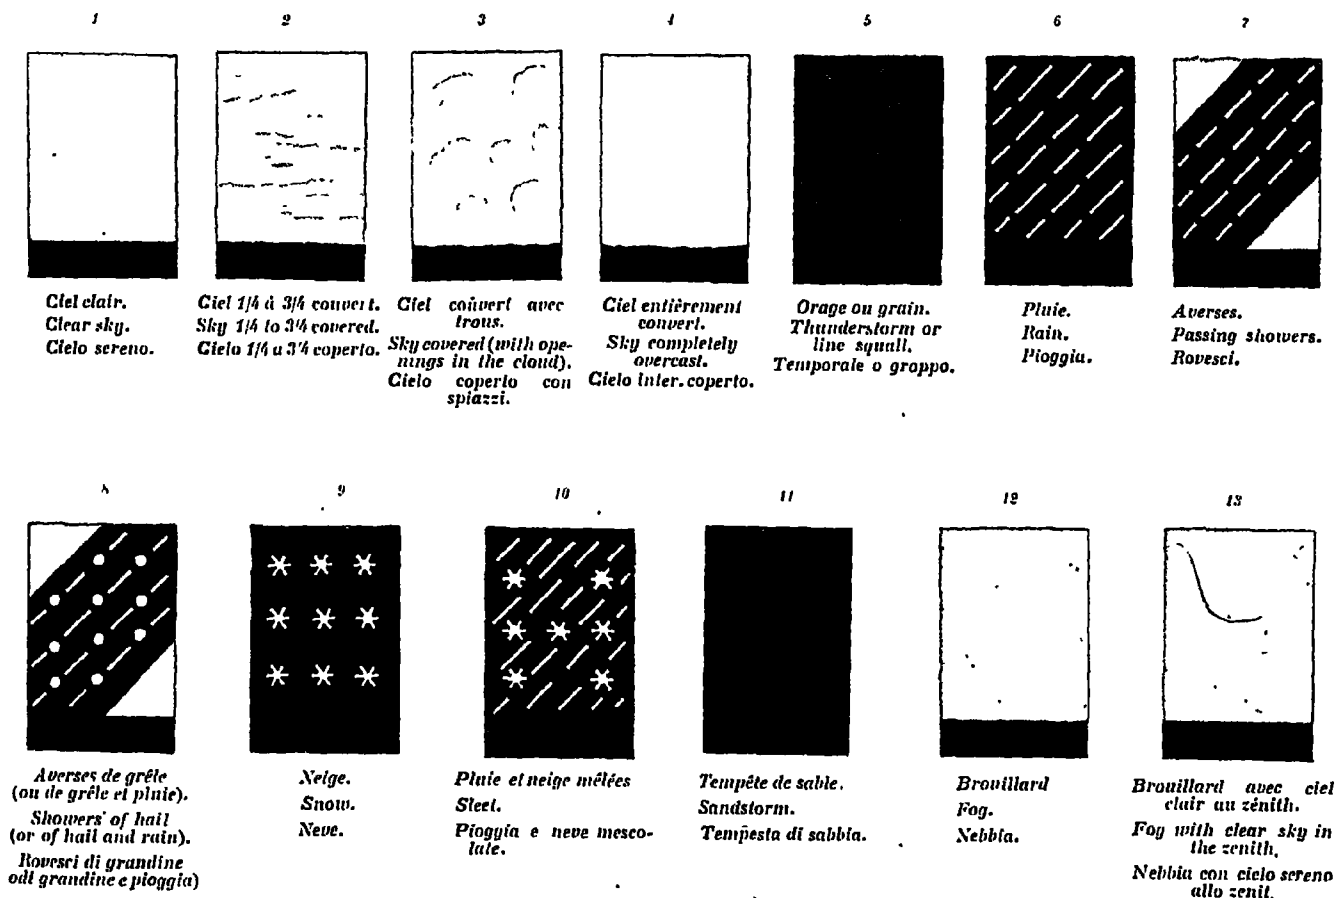 1
2
3
4
5
6
7
Ciel clair.
Clear sky.
Cielo sereno.
Ciel 1/4 à 3/4 couvert.
Sky 1/4 to 3/4 covered.
Cielo 1/4 a 3/4 coperto.
Ciel couvert avec
trous.
Sky covered (with ope-
nings in the cloud).
Cielo coperto con
spiazzi.
Ciel entièrement
couvert.
Sky completely
overcast.
Cielo inter. coperto.
Orage ou grain.
Thunderstorm or
line squall.
Temporale o groppo.
Pluie.
Rain.
Pioggia.
Averses.
Passing showers.
Rovesci.
8
9
10
11
12
13
Averses de grêle
(ou de grêle et pluie).
Showers of hail
(or of hail and rain).
Rovesci di grandine
odi grandine e pioggia)
Neige.
Snow.
Neve.
Pluie et neige mêlées
Sleet.
Pioggia e neve mesco-
late.
Tempête de sable.
Sandstorm.
Tempesta di sabbia.
Brouillard
Fog.
Nebbia.
Brouillard avec ciel
clair au zénith.
Fog with clear sky in
the zenith.
Nebbia con cielo sereno
allo zenit.